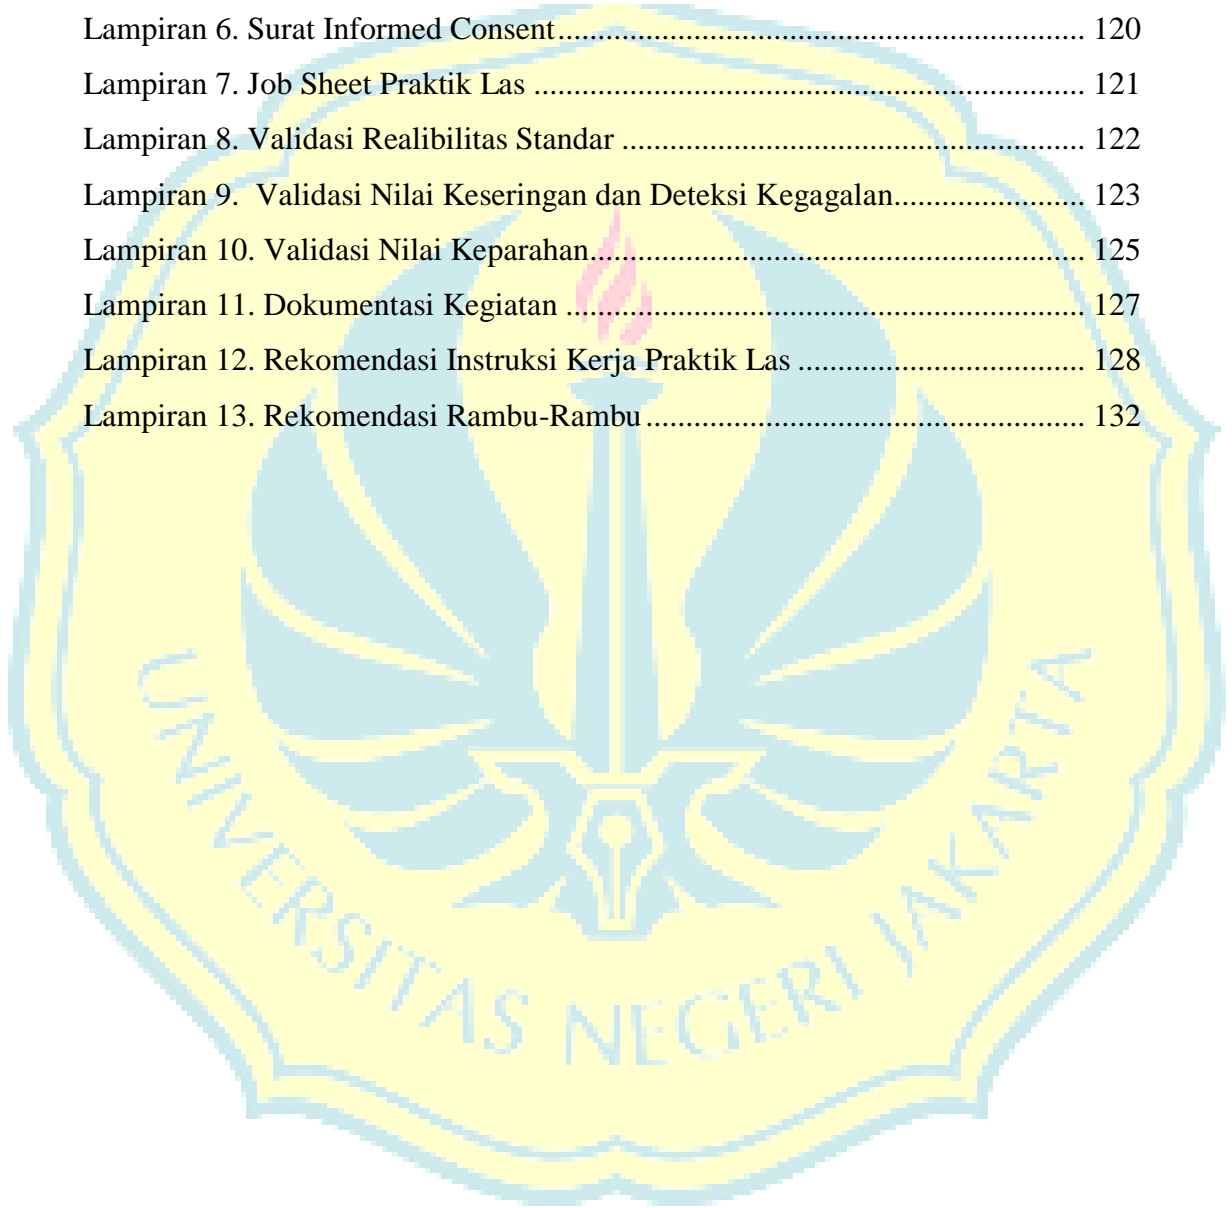 Lampiran 6. Surat Informed Consent................................................................ 120
Lampiran 7. Job Sheet Praktik Las ................................................................... 121
Lampiran 8. Validasi Realibilitas Standar ........................................................ 122
Lampiran 9.  Validasi Nilai Keseringan dan Deteksi Kegagalan....................... 123
Lampiran 10. Validasi Nilai Keparahan............................................................ 125
Lampiran 11. Dokumentasi Kegiatan ............................................................... 127
Lampiran 12. Rekomendasi Instruksi Kerja Praktik Las ................................... 128
Lampiran 13. Rekomendasi Rambu-Rambu..................................................... 132
UNIVERSITAS NEGERI JAKARTA